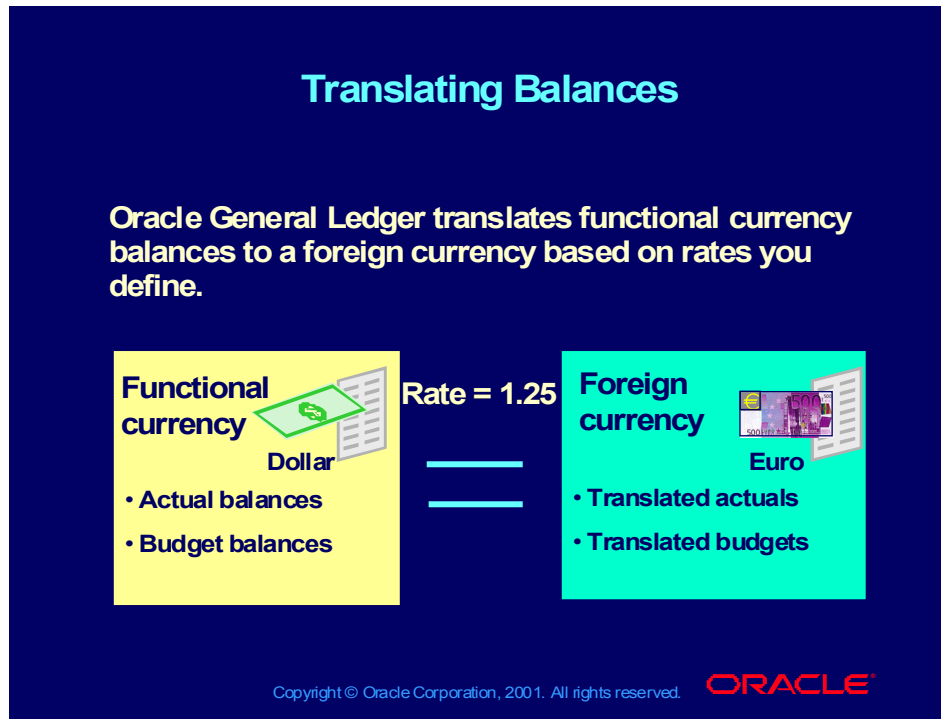 Translating Balances
Oracle General Ledger translates functional currency
balances to a foreign currency based on rates you
define.
Functional
currency
Dollar
• Actual balances
• Budget balances
Rate = 1.25
Foreign
currency
€
500
500
Euro
• Translated actuals
• Translated budgets
Copyright © Oracle Corporation, 2001. All rights reserved.
ORACLE®